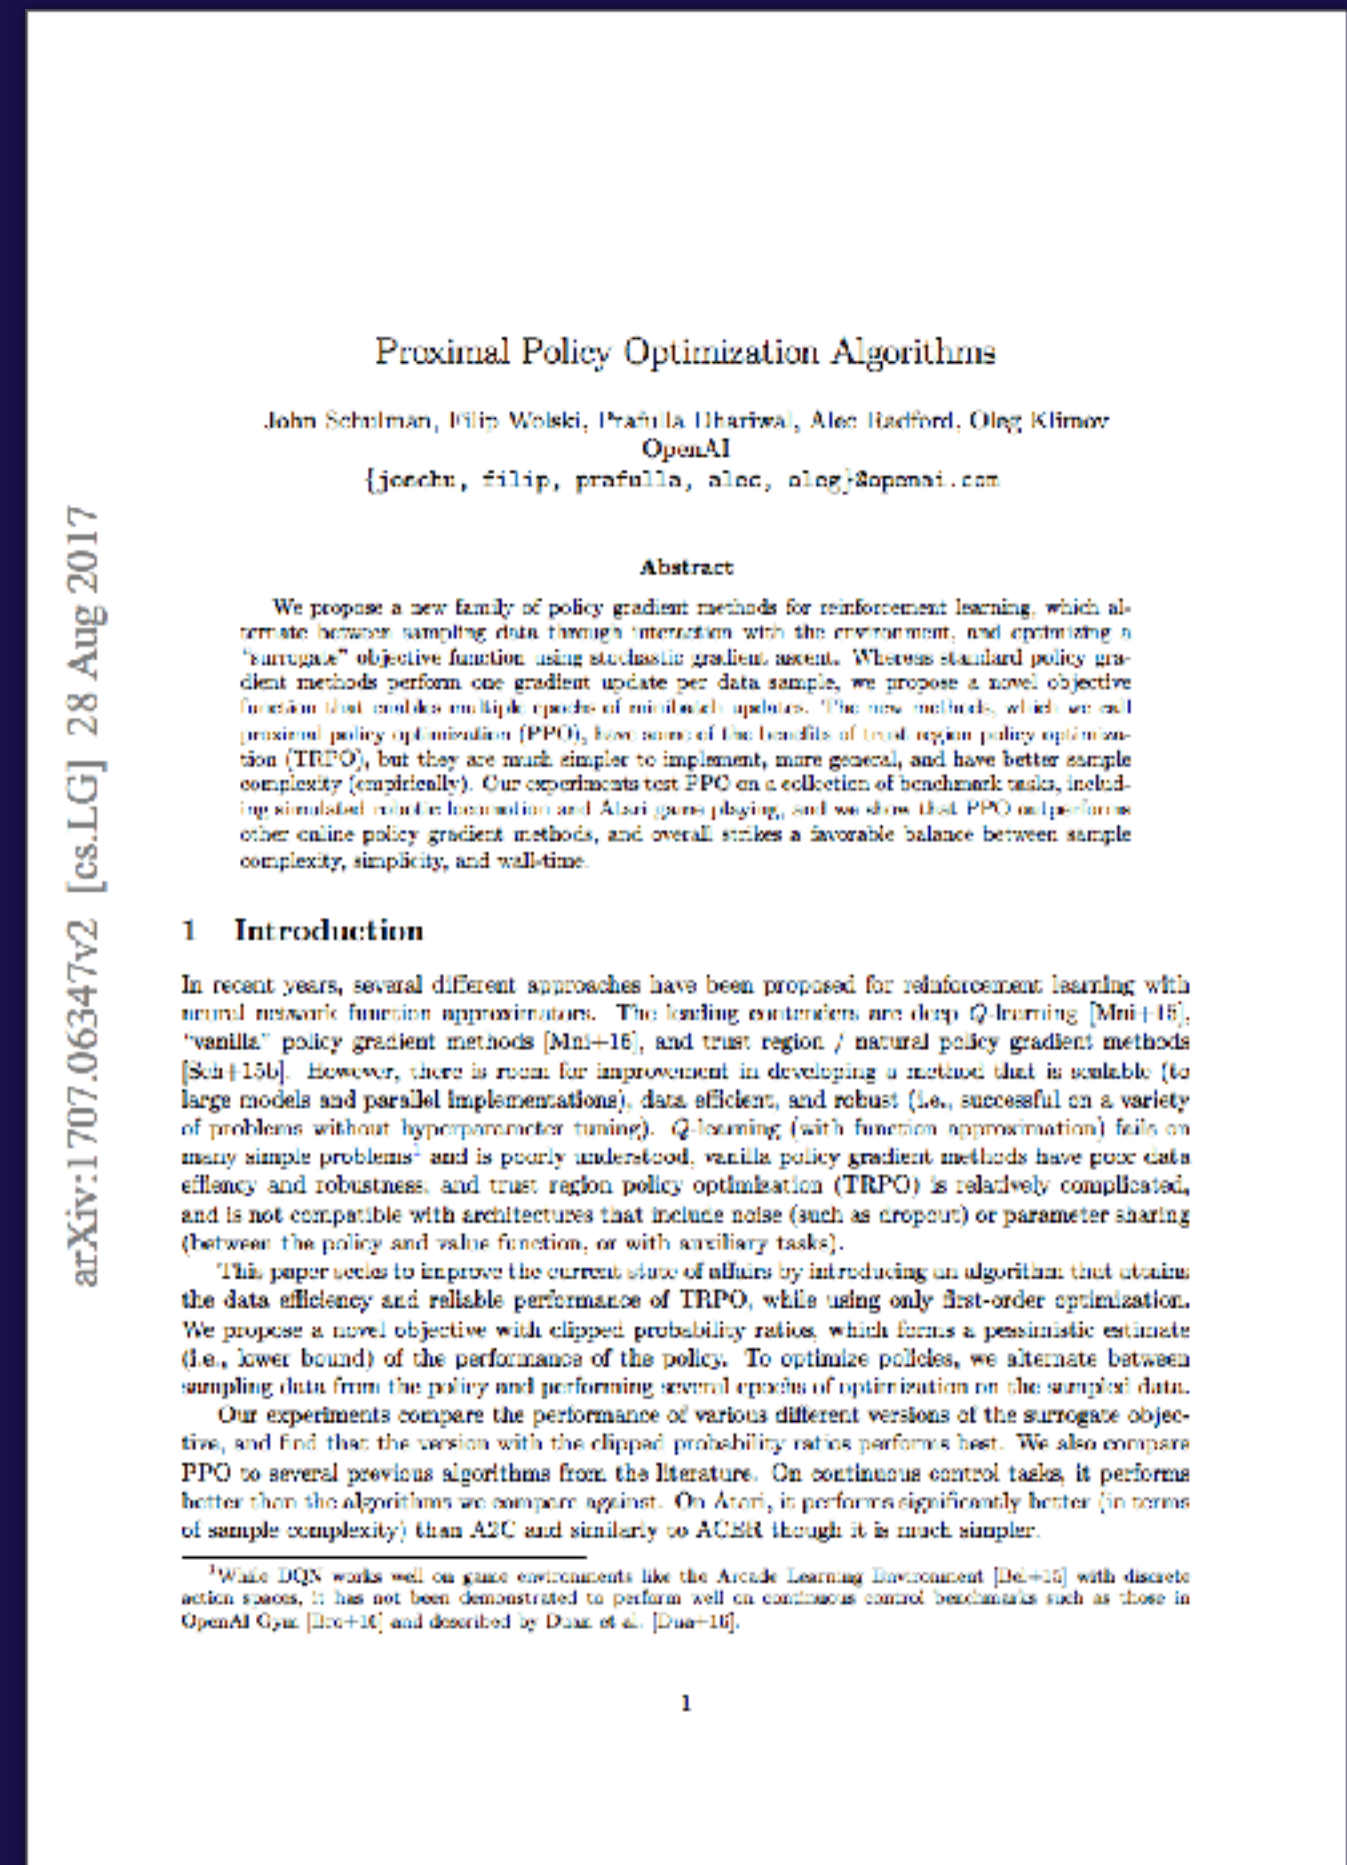 arXiv:1707.06347v2 [cs.LG] 28 Aug 2017
Proximal Policy Optimization Algorithms
John Schulman, Filip Wolski, Prafulla Dhariwal, Alec Radford, Oleg Klimov
OpenAI
{joschu, filip, prafulla, alec, oleg}@openai.com
Abstract
We propose a new family of policy gradient methods for reinforcement learning, which al-
ternate between sampling data through interaction with the environment, and optimizing a
“surrogate” objective function using stochastic gradient ascent. Whereas standard policy gra-
dient methods perform one gradient update per data sample, we propose a novel objective
function that enables multiple epochs of minibatch updates. The new methods, which we call
proximal policy optimization (PPO), have some of the benefits of trust region policy optimiza-
tion (TRPO), but they are much simpler to implement, more general, and have better sample
complexity (empirically). Our experiments test PPO on a collection of benchmark tasks, includ-
ing simulated robotic locomotion and Atari game playing, and we show that PPO outperforms
other online policy gradient methods, and overall strikes a favorable balance between sample
complexity, simplicity, and wall-time.
1 Introduction
In recent years, several different approaches have been proposed for reinforcement learning with
neural network function approximators. The leading contenders are deep Q-learning [Mni+15],
“vanilla” policy gradient methods [Mni+16], and trust region / natural policy gradient methods
[Sch+15b]. However, there is room for improvement in developing a method that is scalable (to
large models and parallel implementations), data efficient, and robust (i.e., successful on a variety
of problems without hyperparameter tuning). Q-learning (with function approximation) fails on
many simple problems¹ and is poorly understood, vanilla policy gradient methods have poor data
effiency and robustness; and trust region policy optimization (TRPO) is relatively complicated,
and is not compatible with architectures that include noise (such as dropout) or parameter sharing
(between the policy and value function, or with auxiliary tasks).
This paper seeks to improve the current state of affairs by introducing an algorithm that attains
the data efficiency and reliable performance of TRPO, while using only first-order optimization.
We propose a novel objective with clipped probability ratios, which forms a pessimistic estimate
(i.e., lower bound) of the performance of the policy. To optimize policies, we alternate between
sampling data from the policy and performing several epochs of optimization on the sampled data.
Our experiments compare the performance of various different versions of the surrogate objec-
tive, and find that the version with the clipped probability ratios performs best. We also compare
PPO to several previous algorithms from the literature. On continuous control tasks, it performs
better than the algorithms we compare against. On Atari, it performs significantly better (in terms
of sample complexity) than A2C and similarly to ACER though it is much simpler.
¹While DQN works well on game environments like the Arcade Learning Environment [Bel+15] with discrete
action spaces, it has not been demonstrated to perform well on continuous control benchmarks such as those in
OpenAI Gym [Bro+16] and described by Duan et al. [Dua+16].
1